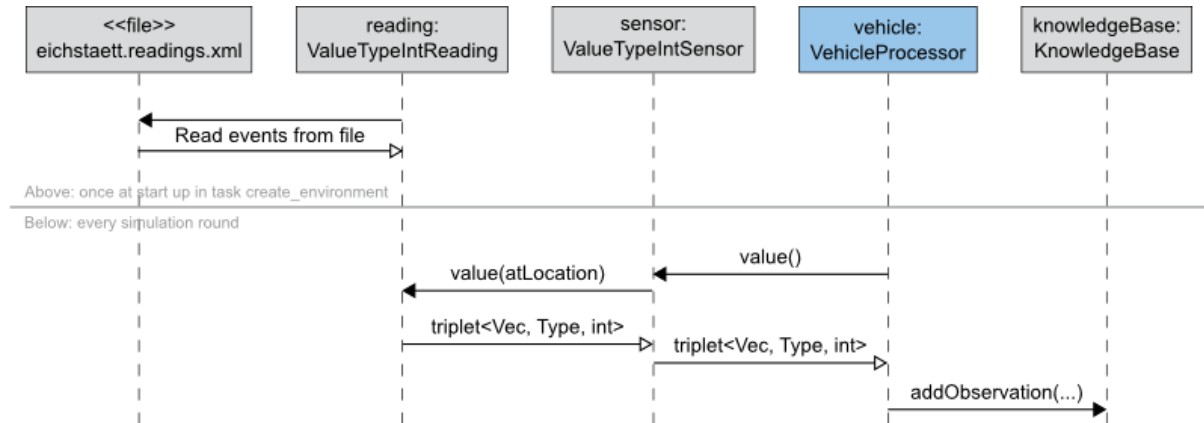 <<file>>
eichstaett.readings.xml
reading:
ValueTypeIntReading
sensor:
ValueTypeIntSensor
vehicle:
VehicleProcessor
knowledgeBase:
KnowledgeBase
Read events from file
Above: once at start up in task create_environment
Below: every simulation round
value()
value(atLocation)
triplet<Vec, Type, int>
triplet<Vec, Type, int>
addObservation(...)